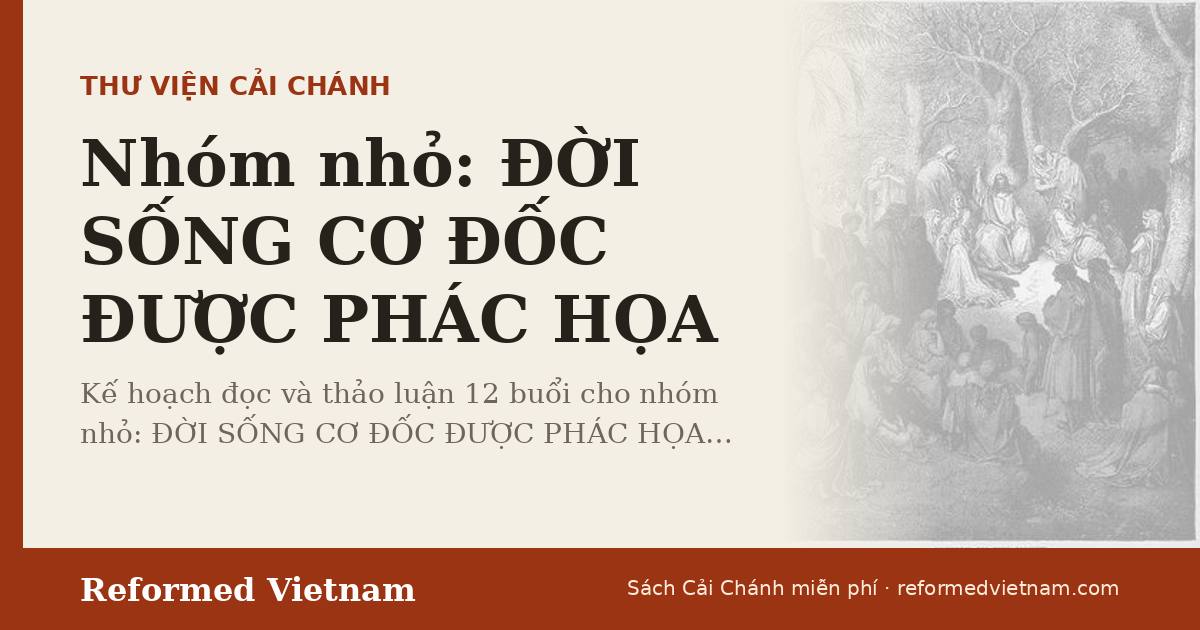 THƯ VIỆN CẢI CHÁNH
Nhóm nhỏ: ĐỜI
SỐNG CƠ ĐỐC
ĐƯỢC PHÁC HỌA
Kế hoạch đọc và thảo luận 12 buổi cho nhóm
nhỏ: ĐỜI SỐNG CƠ ĐỐC ĐƯỢC PHÁC HỌA...
Reformed Vietnam
Sách Cải Chánh miễn phí · reformedvietnam.com